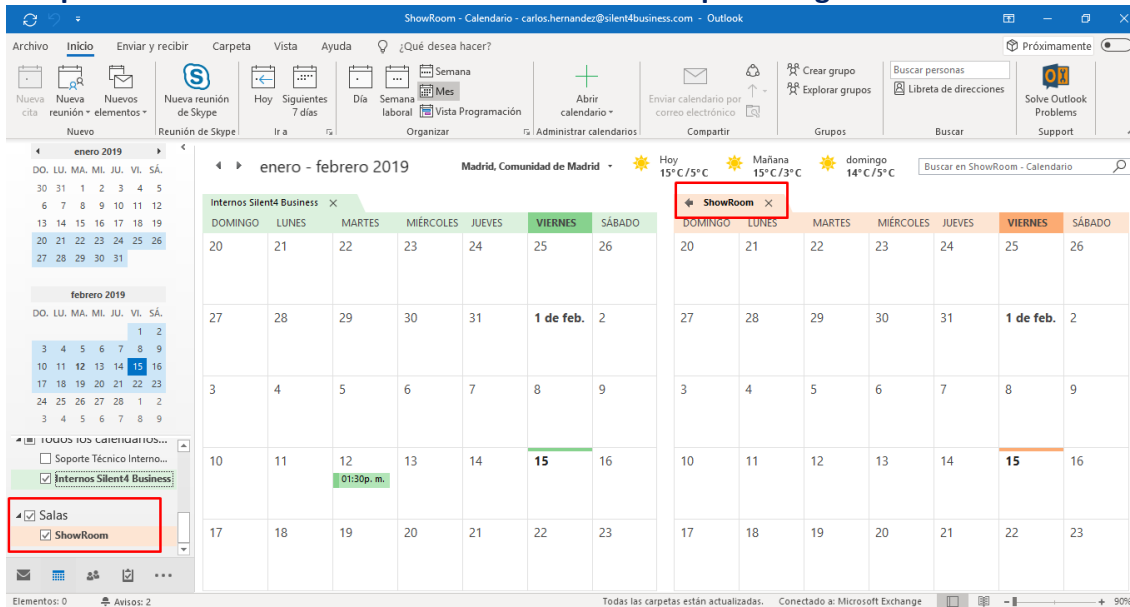 ShowRoom - Calendario - carlos.hernandez@silent4business.com - Outlook
Archivo Inicio Enviar y recibir Carpeta Vista Ayuda ¿Qué desea hacer? Próximamente
Nueva cita
Nueva reunión
Nuevos elementos
Nuevo
Nueva reunión de Skype
Reunión de Skype
Hoy
Siguientes 7 días
Ir a
Día
Semana laboral
Semana
Mes
Vista Programación
Organizar
Abrir calendario
Administrar calendarios
Enviar calendario por correo electrónico
Compartir
Crear grupo
Explorar grupos
Grupos
Buscar personas
Libreta de direcciones
Buscar
Solve Outlook Problems
Support
enero 2019
DO. LU. MA. MI. JU. VI. SÁ.
30 31 1 2 3 4 5
6 7 8 9 10 11 12
13 14 15 16 17 18 19
20 21 22 23 24 25 26
27 28 29 30 31
febrero 2019
DO. LU. MA. MI. JU. VI. SÁ.
1 2
3 4 5 6 7 8 9
10 11 12 13 14 15 16
17 18 19 20 21 22 23
24 25 26 27 28 1 2
3 4 5 6 7 8 9
Todos los calendarios...
Soporte Técnico Interno...
Internos Silent4 Business
Salas
ShowRoom
enero - febrero 2019
Madrid, Comunidad de Madrid
Hoy
15°C/5°C
Mañana
15°C/3°C
domingo
14°C/5°C
Buscar en ShowRoom - Calendario
Internos Silent4 Business
DOMINGO LUNES MARTES MIÉRCOLES JUEVES VIERNES SÁBADO
20 21 22 23 24 25 26
27 28 29 30 31 1 de feb. 2
3 4 5 6 7 8 9
10 11 12 13 14 15 16
01:30p. m.
17 18 19 20 21 22 23
ShowRoom
DOMINGO LUNES MARTES MIÉRCOLES JUEVES VIERNES SÁBADO
20 21 22 23 24 25 26
27 28 29 30 31 1 de feb. 2
3 4 5 6 7 8 9
10 11 12 13 14 15 16
17 18 19 20 21 22 23
Elementos: 0 Avisos: 2 Todas las carpetas están actualizadas. Conectado a: Microsoft Exchange 90%